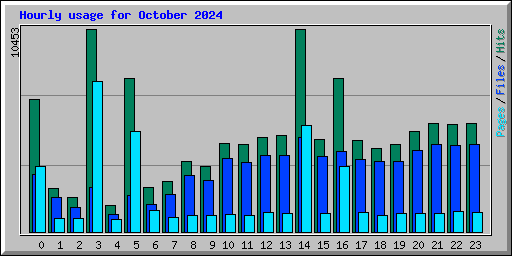 Hourly usage for October 2024
10453
Pages / Files / Hits
0 1 2 3 4 5 6 7 8 9 10 11 12 13 14 15 16 17 18 19 20 21 22 23